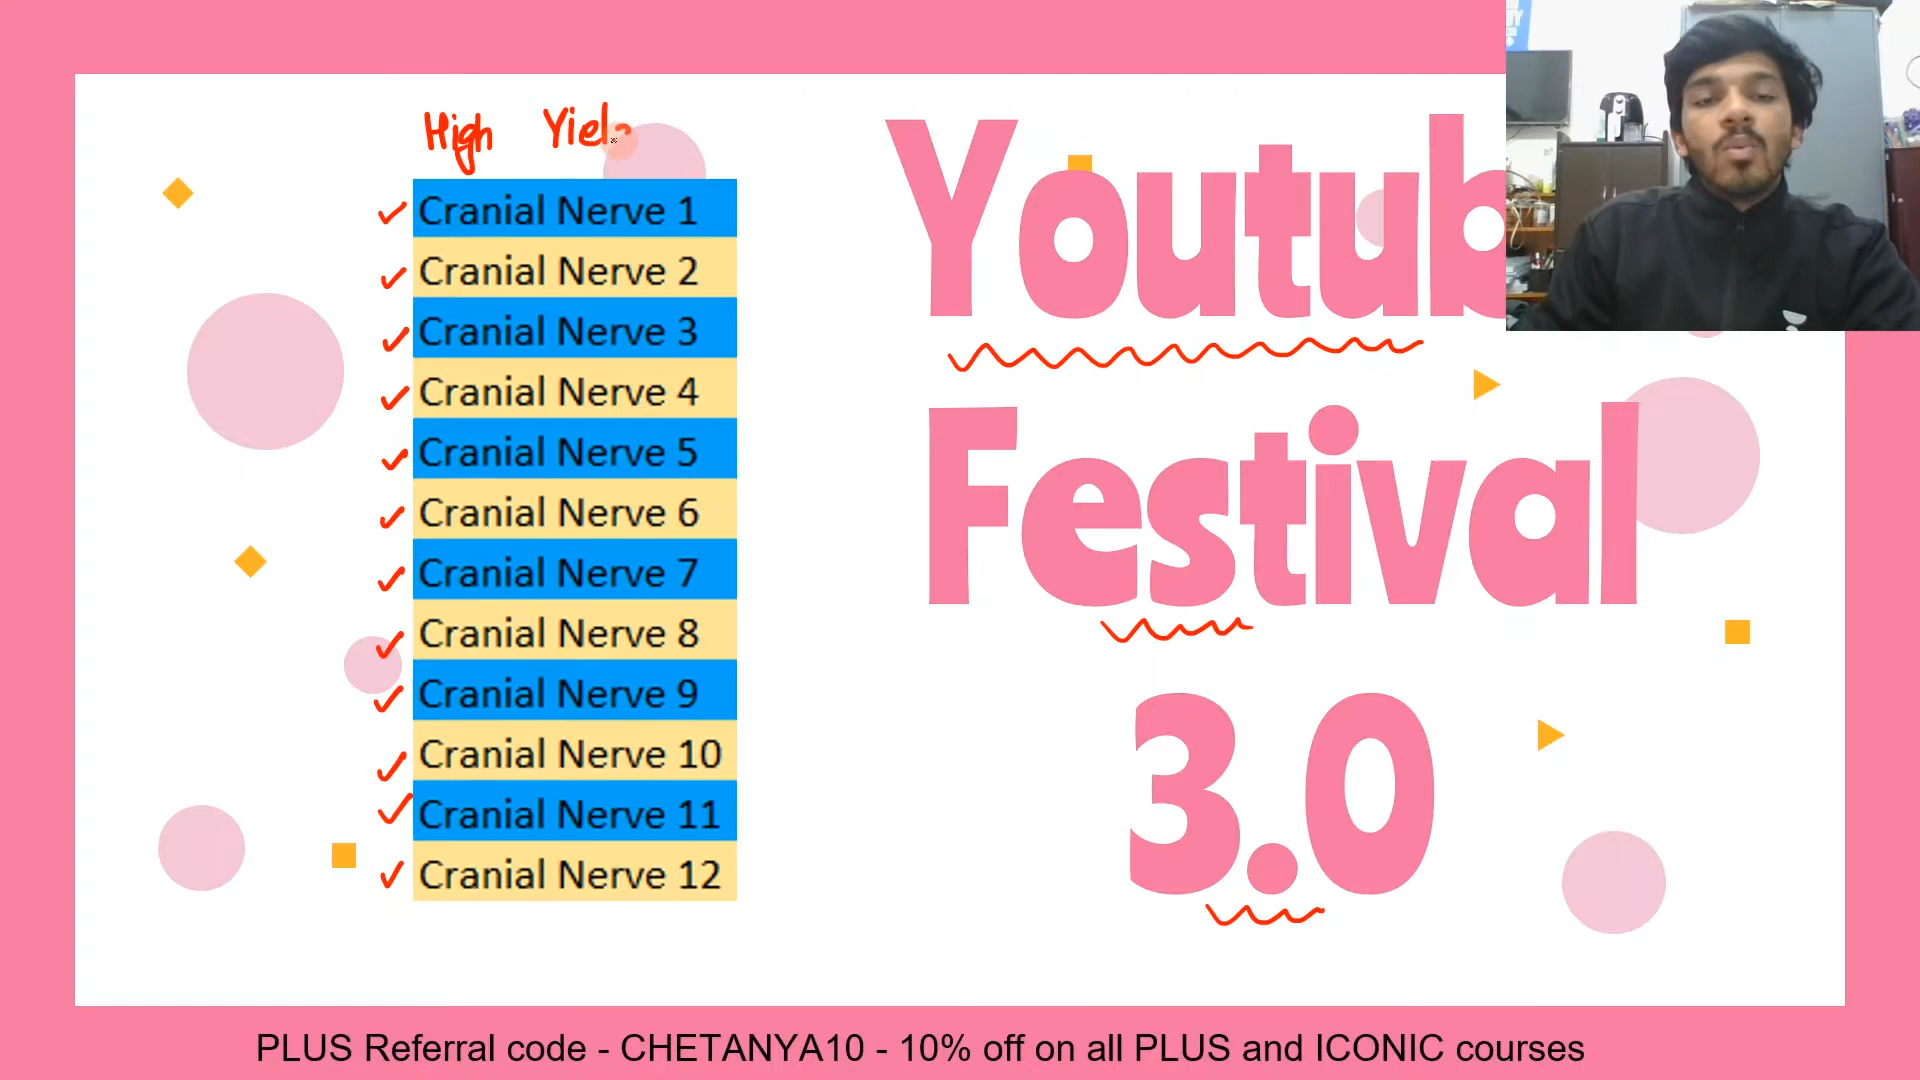 High Yiel
Cranial Nerve 1
Cranial Nerve 2
Cranial Nerve 3
Cranial Nerve 4
Cranial Nerve 5
Cranial Nerve 6
Cranial Nerve 7
Cranial Nerve 8
Cranial Nerve 9
Cranial Nerve 10
Cranial Nerve 11
Cranial Nerve 12
Youtub
Festival
3.0
PLUS Referral code - CHETANYA10 - 10% off on all PLUS and ICONIC courses